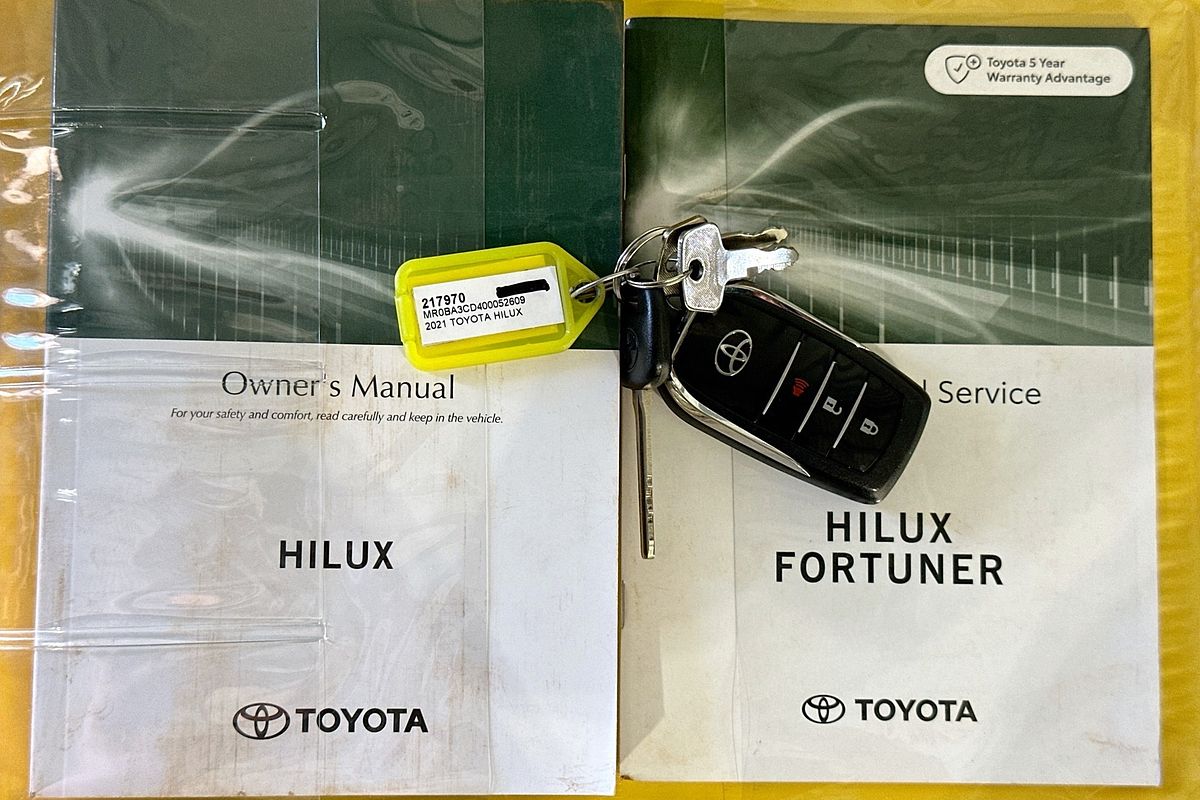 Toyota 5 Year
Warranty Advantage
217970
MR0BA3CD400052609
2021 TOYOTA HILUX
Owner's Manual
For your safety and comfort, read carefully and keep in the vehicle.
HILUX
TOYOTA
Service
HILUX
FORTUNER
TOYOTA